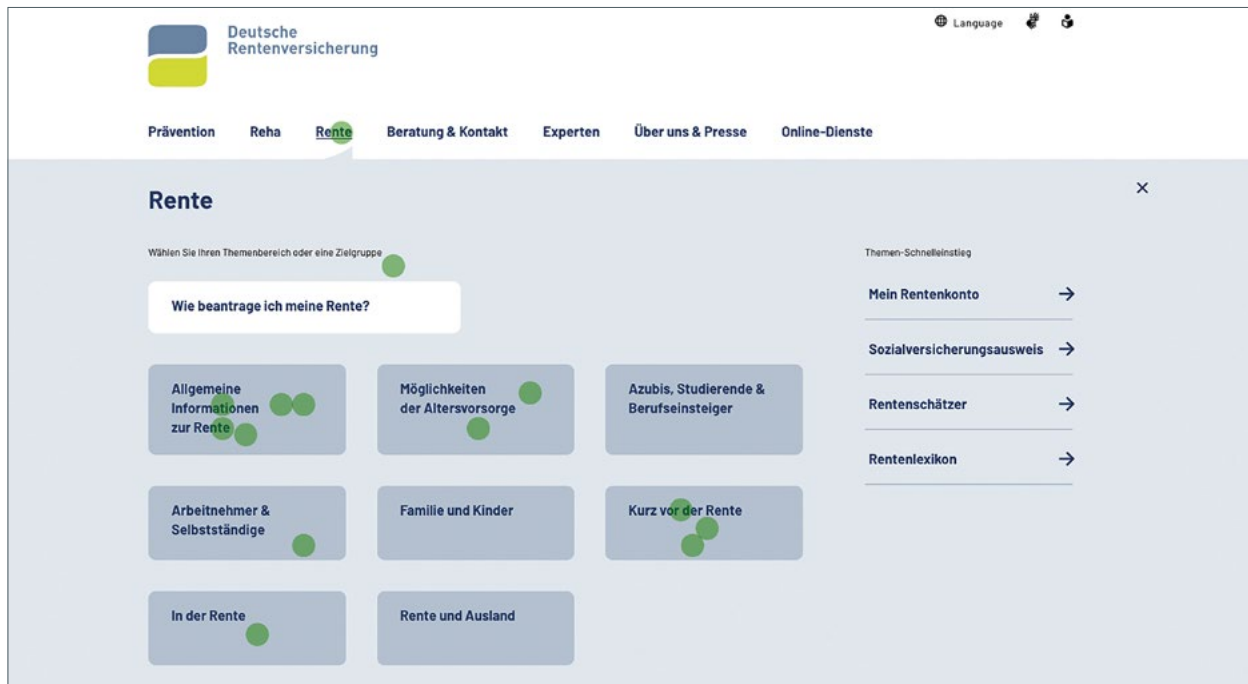 Deutsche
Rentenversicherung
Language
Prävention Reha Rente Beratung & Kontakt Experten Über uns & Presse Online-Dienste
Rente
Wählen Sie Ihren Themenbereich oder eine Zielgruppe
Wie beantrage ich meine Rente?
Allgemeine
Informationen
zur Rente
Möglichkeiten
der Altersvorsorge
Azubis, Studierende &
Berufseinsteiger
Arbeitnehmer &
Selbstständige
Familie und Kinder
Kurz vor der Rente
In der Rente
Rente und Ausland
Themen-Schnelleinstieg
Mein Rentenkonto
Sozialversicherungsausweis
Rentenschätzer
Rentenlexikon